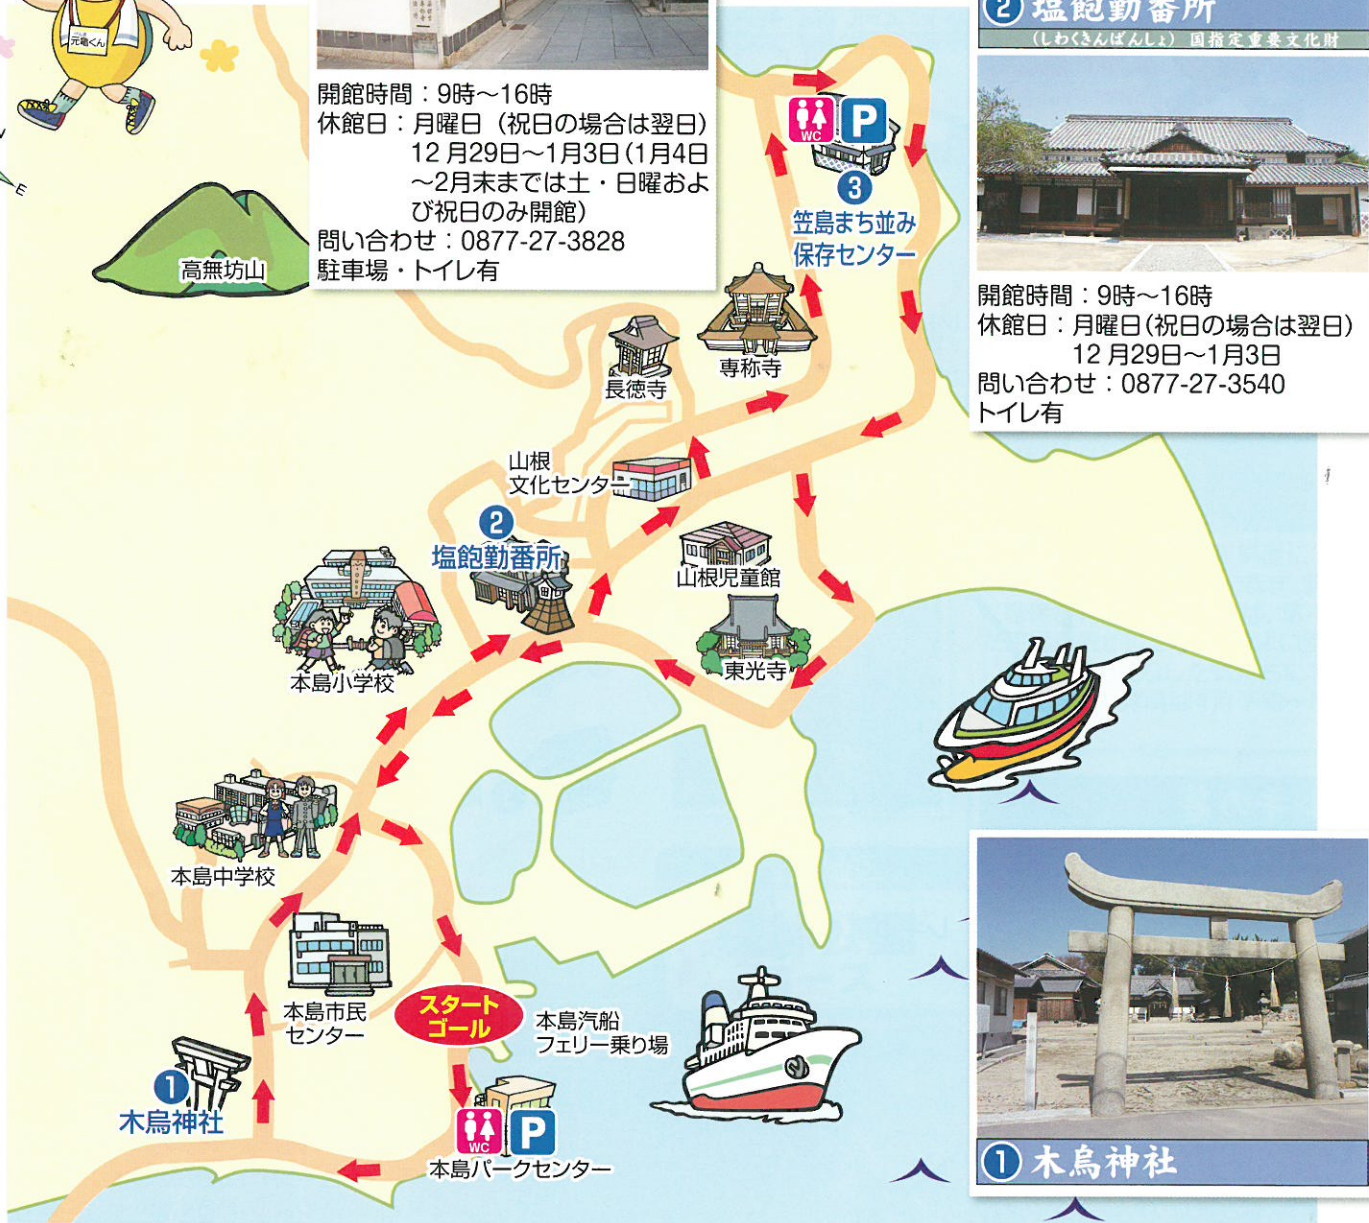 元亀くん
E
開館時間：9時～16時
休館日：月曜日（祝日の場合は翌日）
12月29日～1月3日（1月4日
～2月末までは土・日曜およ
び祝日のみ開館）
問い合わせ：0877-27-3828
駐車場・トイレ有
高無坊山
WC
P
3
笠島まち並み
保存センター
2 塩飽勤番所
（しわくきんばんしょ） 国指定重要文化財
開館時間：9時～16時
休館日：月曜日（祝日の場合は翌日）
12月29日～1月3日
問い合わせ：0877-27-3540
トイレ有
専称寺
長徳寺
山根
文化センター
2
塩飽勤番所
山根児童館
東光寺
本島小学校
本島中学校
本島市民
センター
スタート
ゴール
本島汽船
フェリー乗り場
1
木烏神社
WC
P
本島パークセンター
1 木烏神社